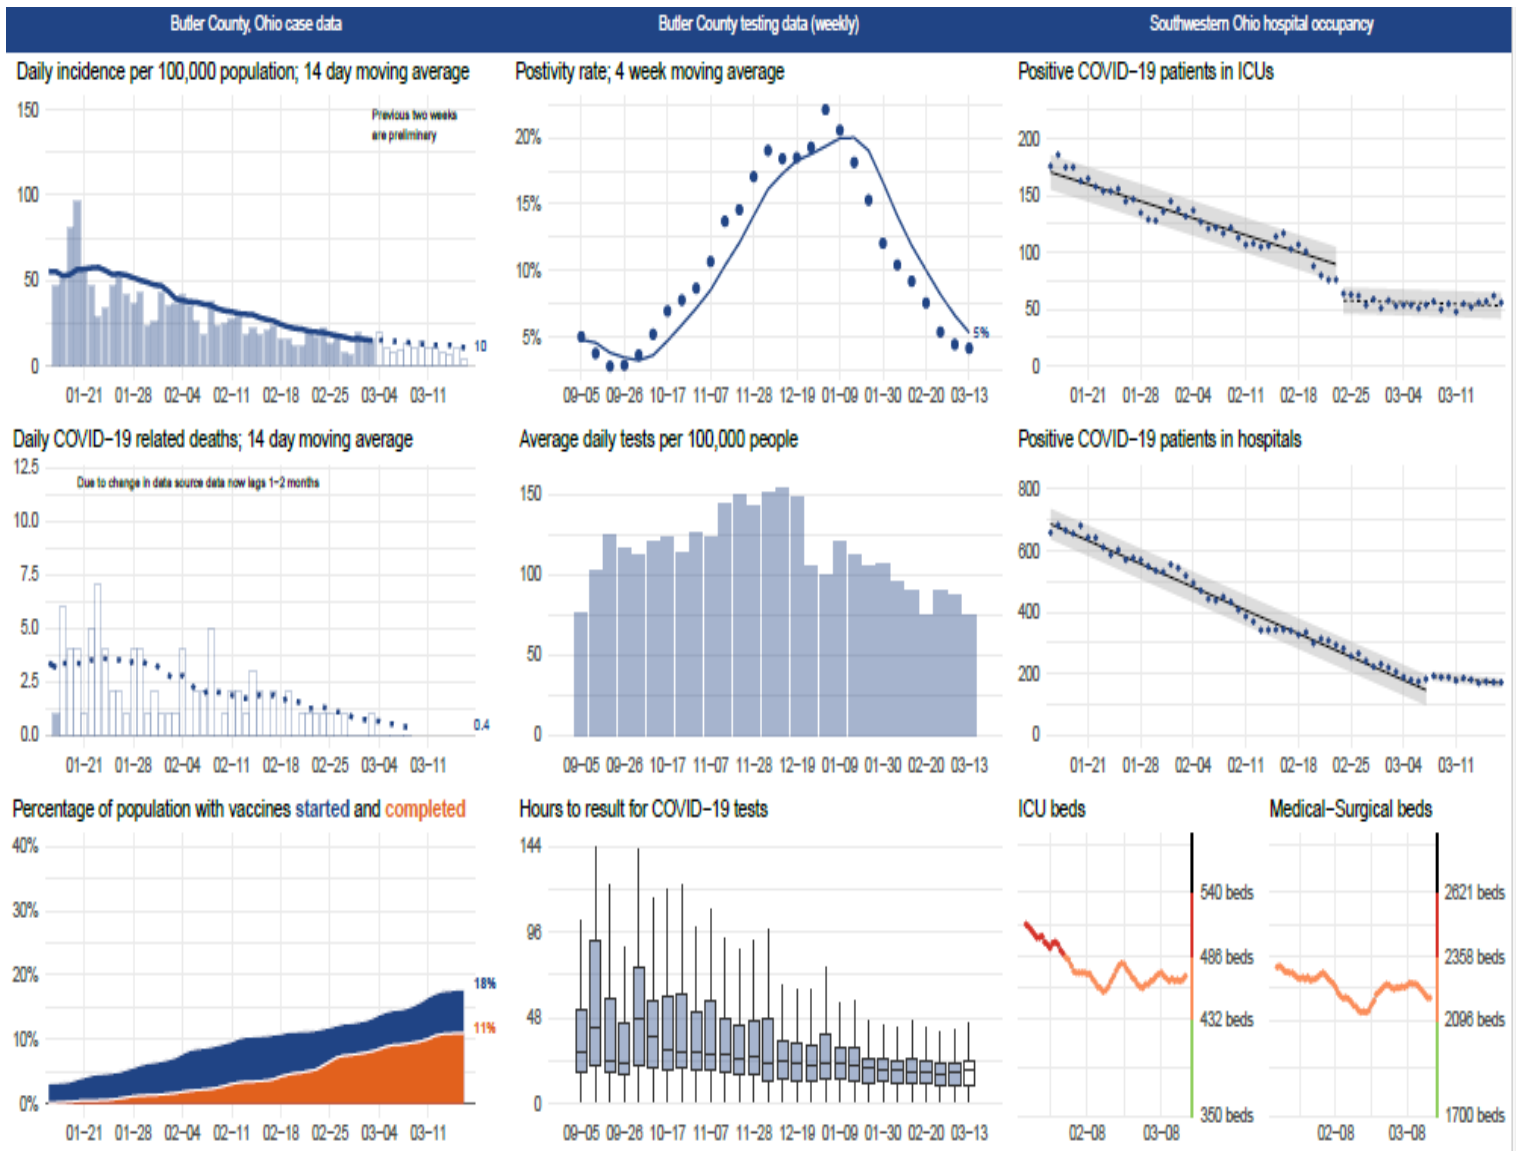 Butler County, Ohio case data
Butler County testing data (weekly)
Southwestern Ohio hospital occupancy
Daily incidence per 100,000 population; 14 day moving average
150
100
50
0
Previous two weeks
are preliminary
10
01-21 01-28 02-04 02-11 02-18 02-25 03-04 03-11
Postivity rate; 4 week moving average
20%
15%
10%
5%
5%
09-05 09-26 10-17 11-07 11-28 12-19 01-09 01-30 02-20 03-13
Positive COVID-19 patients in ICUs
200
150
100
50
0
01-21 01-28 02-04 02-11 02-18 02-25 03-04 03-11
Daily COVID-19 related deaths; 14 day moving average
12.5
10.0
7.5
5.0
2.5
0.0
Due to change in data source data now lags 1-2 months
0.4
01-21 01-28 02-04 02-11 02-18 02-25 03-04 03-11
Average daily tests per 100,000 people
150
100
50
0
09-05 09-26 10-17 11-07 11-28 12-19 01-09 01-30 02-20 03-13
Positive COVID-19 patients in hospitals
800
600
400
200
0
01-21 01-28 02-04 02-11 02-18 02-25 03-04 03-11
Percentage of population with vaccines started and completed
40%
30%
20%
10%
0%
18%
11%
01-21 01-28 02-04 02-11 02-18 02-25 03-04 03-11
Hours to result for COVID-19 tests
144
96
48
0
09-05 09-26 10-17 11-07 11-28 12-19 01-09 01-30 02-20 03-13
ICU beds
540 beds
486 beds
432 beds
350 beds
02-08 03-08
Medical-Surgical beds
2621 beds
2358 beds
2096 beds
1700 beds
02-08 03-08